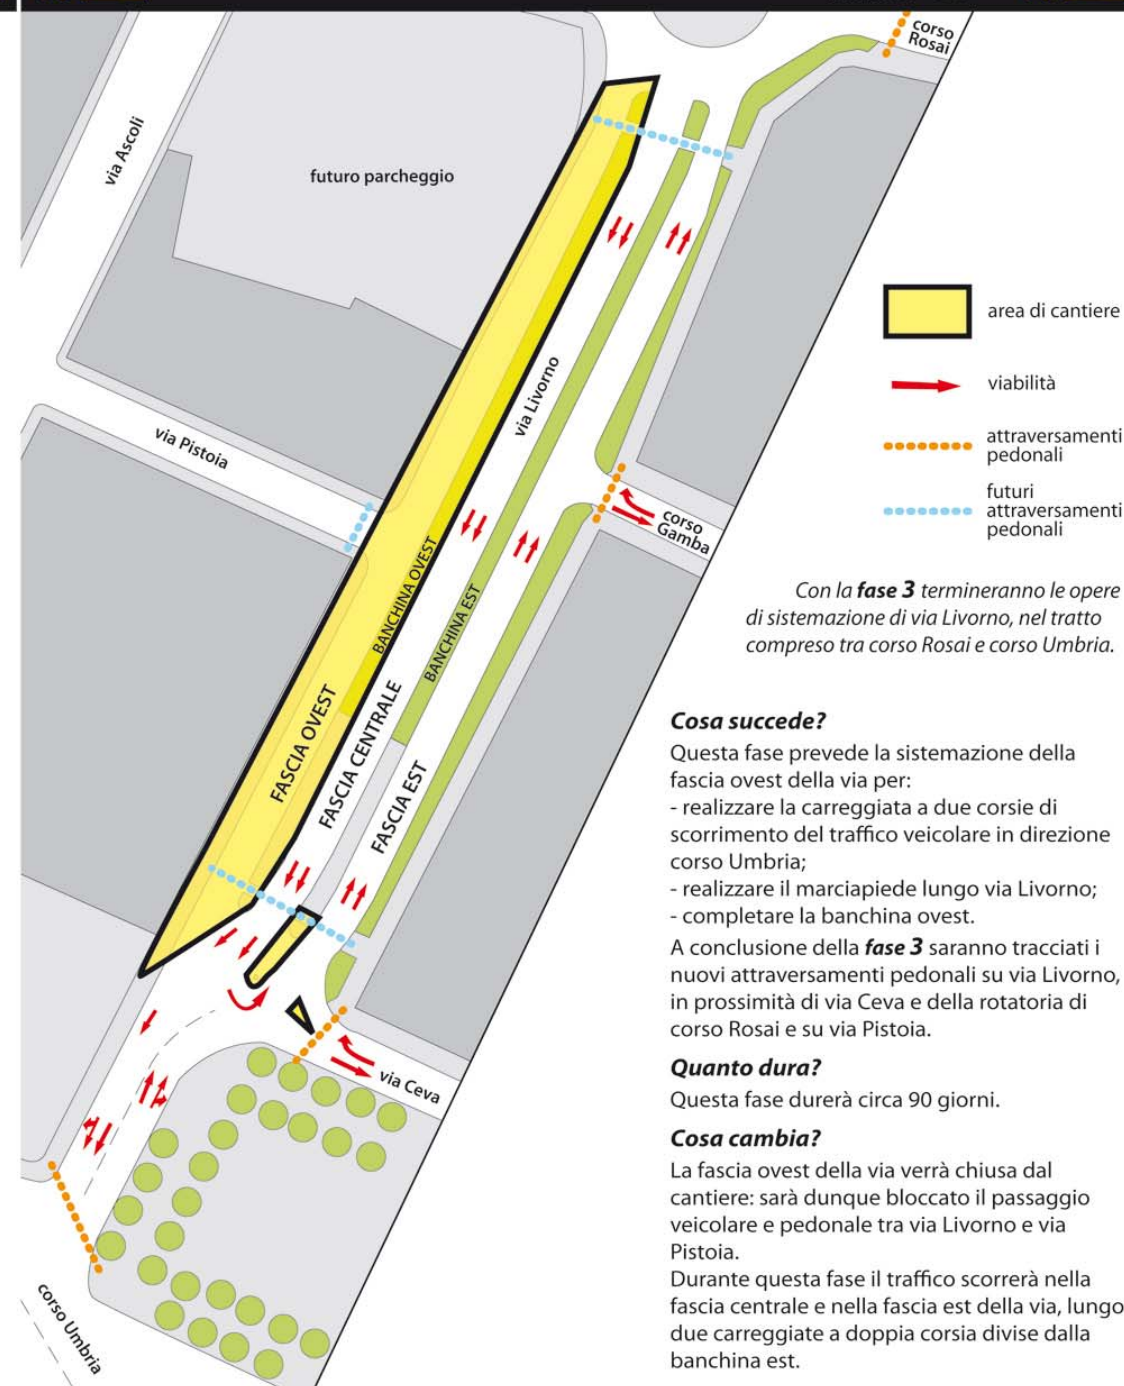 corso
Rosai
via Ascoli
futuro parcheggio
via Livorno
via Pistoia
corso
Gamba
BANCHINA OVEST
BANCHINA EST
FASCIA OVEST
FASCIA CENTRALE
FASCIA EST
via Ceva
corso Umbria
area di cantiere
viabilità
attraversamenti
pedonali
futuri
attraversamenti
pedonali
Con la fase 3 termineranno le opere
di sistemazione di via Livorno, nel tratto
compreso tra corso Rosai e corso Umbria.
Cosa succede?
Questa fase prevede la sistemazione della
fascia ovest della via per:
- realizzare la carreggiata a due corsie di
scorrimento del traffico veicolare in direzione
corso Umbria;
- realizzare il marciapiede lungo via Livorno;
- completare la banchina ovest.
A conclusione della fase 3 saranno tracciati i
nuovi attraversamenti pedonali su via Livorno,
in prossimità di via Ceva e della rotatoria di
corso Rosai e su via Pistoia.
Quanto dura?
Questa fase durerà circa 90 giorni.
Cosa cambia?
La fascia ovest della via verrà chiusa dal
cantiere: sarà dunque bloccato il passaggio
veicolare e pedonale tra via Livorno e via
Pistoia.
Durante questa fase il traffico scorrerà nella
fascia centrale e nella fascia est della via, lungo
due carreggiate a doppia corsia divise dalla
banchina est.